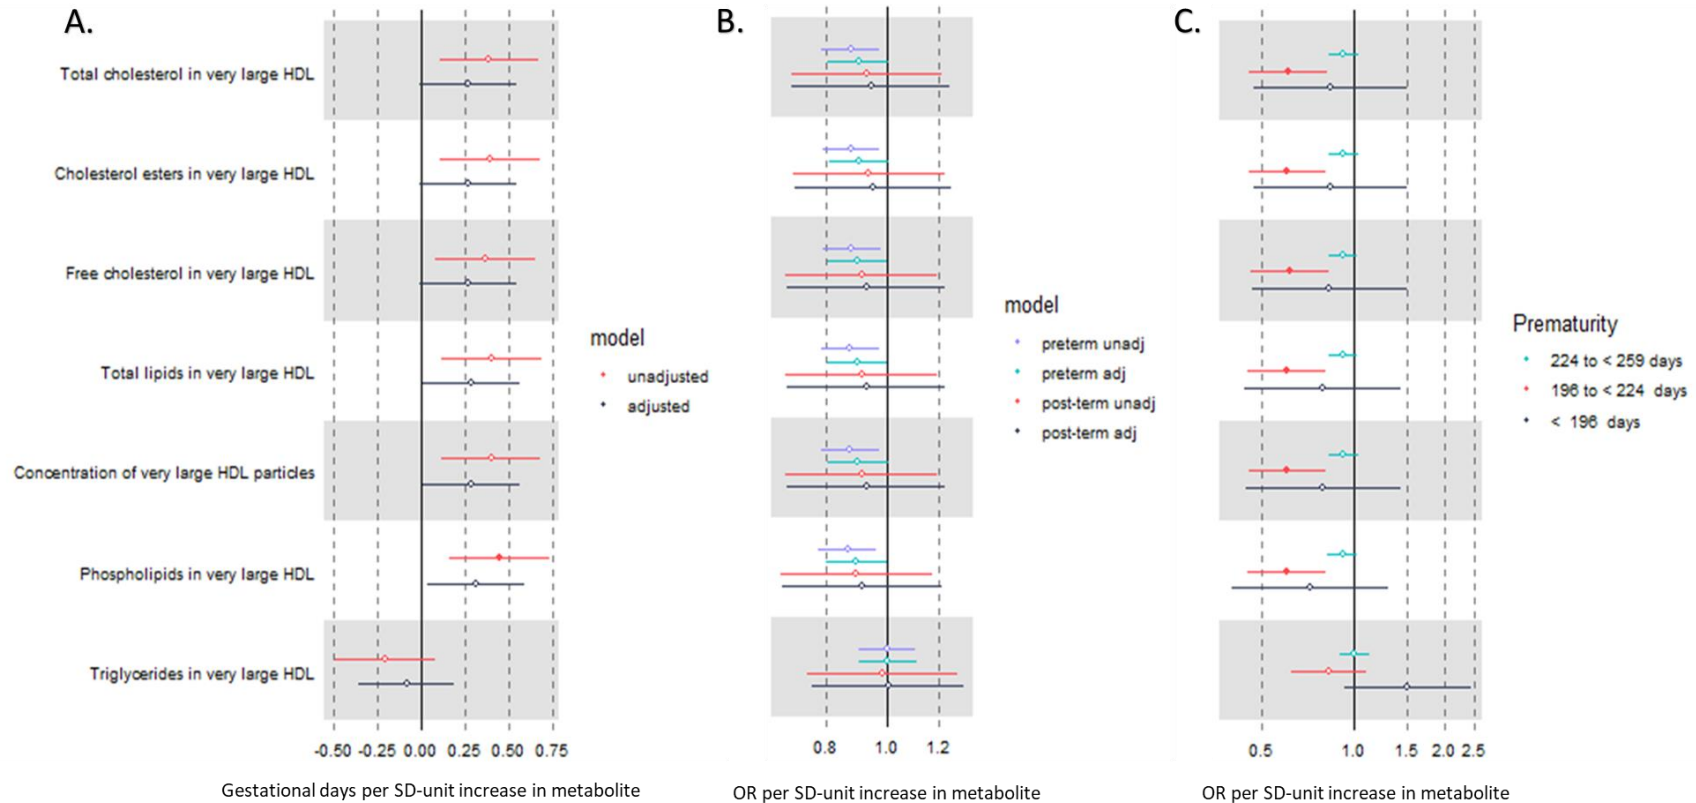 A.
B.
C.
Total cholesterol in very large HDL
Cholesterol esters in very large HDL
Free cholesterol in very large HDL
Total lipids in very large HDL
Concentration of very large HDL particles
Phospholipids in very large HDL
Triglycerides in very large HDL
-0.50 -0.25 0.00 0.25 0.50 0.75
Gestational days per SD-unit increase in metabolite
model
unadjusted
adjusted
0.8 1.0 1.2
OR per SD-unit increase in metabolite
model
preterm unadj
preterm adj
post-term unadj
post-term adj
0.5 1.0 1.5 2.0 2.5
OR per SD-unit increase in metabolite
Prematurity
224 to < 259 days
196 to < 224 days
< 196 days